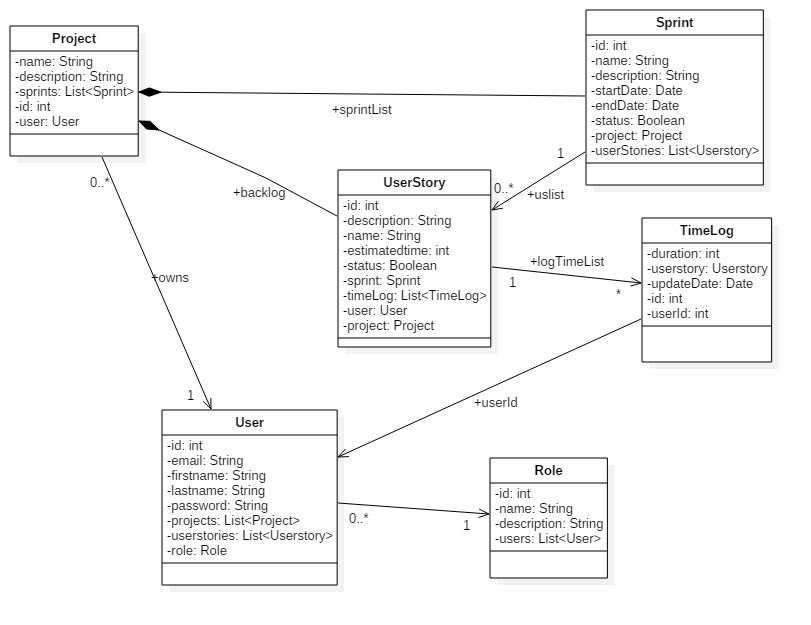 Project
-name: String
-description: String
-sprints: List<Sprint>
-id: int
-user: User
Sprint
-id: int
-name: String
-description: String
-startDate: Date
-endDate: Date
-status: Boolean
-project: Project
-userStories: List<Userstory>
+sprintList
+backlog
0..*
+owns
1
UserStory
-id: int
-description: String
-name: String
-estimatedtime: int
-status: Boolean
-sprint: Sprint
-timeLog: List<TimeLog>
-user: User
-project: Project
1
0..*
+uslist
+logTimeList
1
*
TimeLog
-duration: int
-userstory: Userstory
-updateDate: Date
-id: int
-userId: int
+userId
User
-id: int
-email: String
-firstname: String
-lastname: String
-password: String
-projects: List<Project>
-userstories: List<Userstory>
-role: Role
0..*
1
Role
-id: int
-name: String
-description: String
-users: List<User>